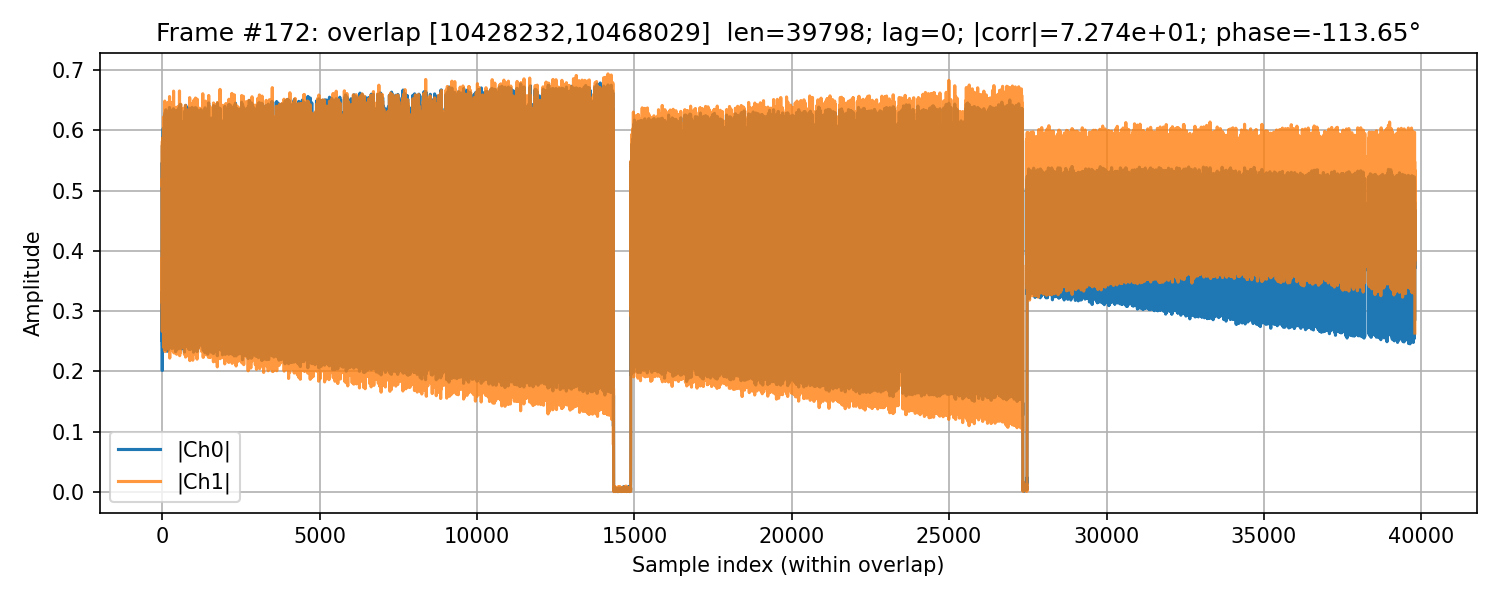 Frame #172: overlap [10428232,10468029]  len=39798; lag=0; |corr|=7.274e+01; phase=-113.65°
Amplitude
0.7
0.6
0.5
0.4
0.3
0.2
0.1
0.0
|Ch0|
|Ch1|
0 5000 10000 15000 20000 25000 30000 35000 40000
Sample index (within overlap)